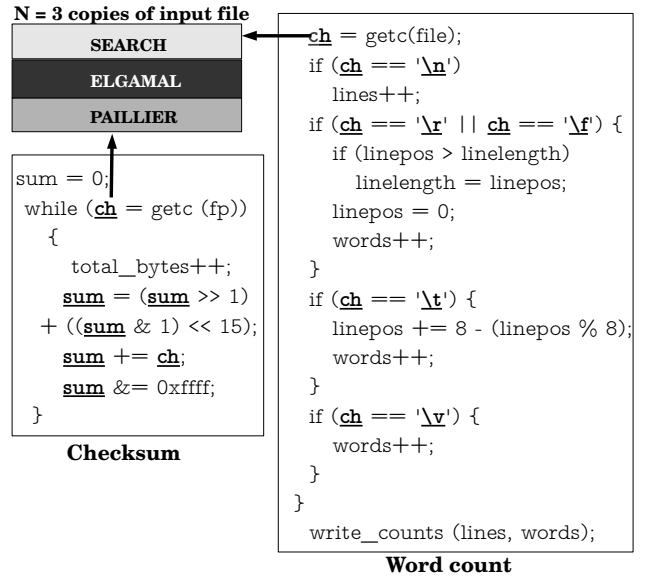 N = 3 copies of input file
SEARCH
ELGAMAL
PAILLIER
sum = 0;
while (ch = getc (fp))
{
total_bytes++;
sum = (sum >> 1)
+ ((sum & 1) << 15);
sum += ch;
sum &= 0xffff;
}
Checksum
ch = getc(file);
if (ch == '\n')
lines++;
if (ch == '\r' || ch == '\f') {
if (linepos > linelength)
linelength = linepos;
linepos = 0;
words++;
}
if (ch == '\t') {
linepos += 8 - (linepos % 8);
words++;
}
if (ch == '\v') {
words++;
}
}
write_counts (lines, words);
Word count